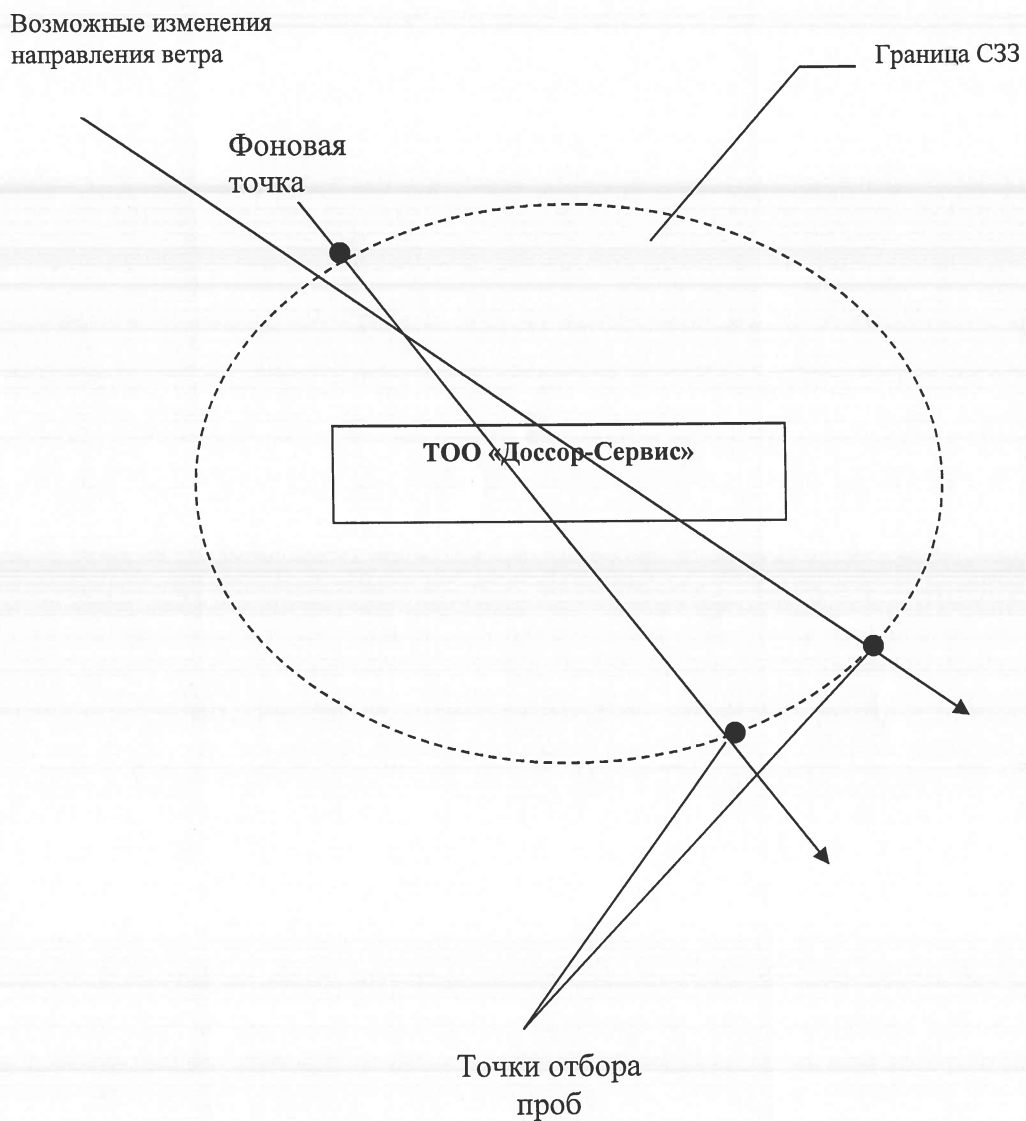 Возможные изменения
направления ветра
Граница СЗЗ
Фоновая
точка
ТОО «Доссор-Сервис»
Точки отбора
проб